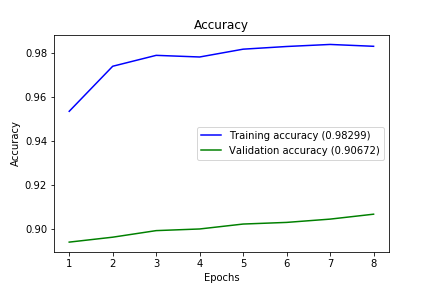 Accuracy
0.98
0.96
0.94
0.92
0.90
Accuracy
Training accuracy (0.98299)
Validation accuracy (0.90672)
1 2 3 4 5 6 7 8
Epochs